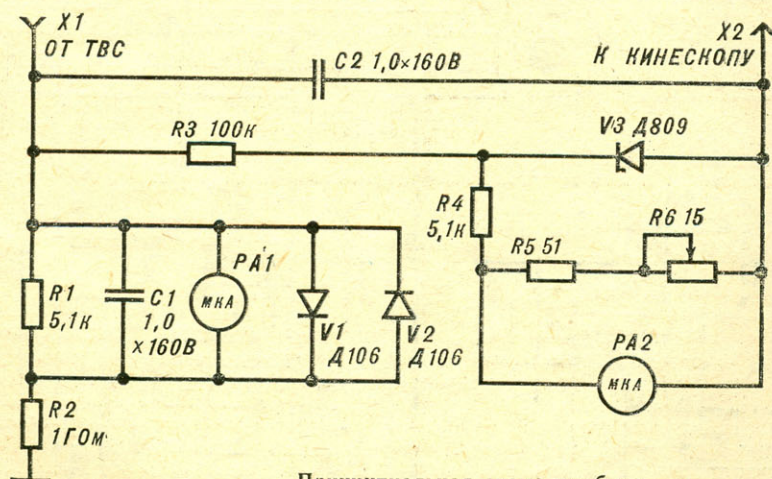 X1
ОТ ТВС
C2 1,0×160В
X2
К КИНЕСКОПУ
R3 100к
V3 Д809
R4
5,1к
R5 51
R6 15
R1
5,1к
C1
1,0
×160В
PA1
мкА
V1
Д106
V2
Д106
PA2
мкА
R2
1ГОм